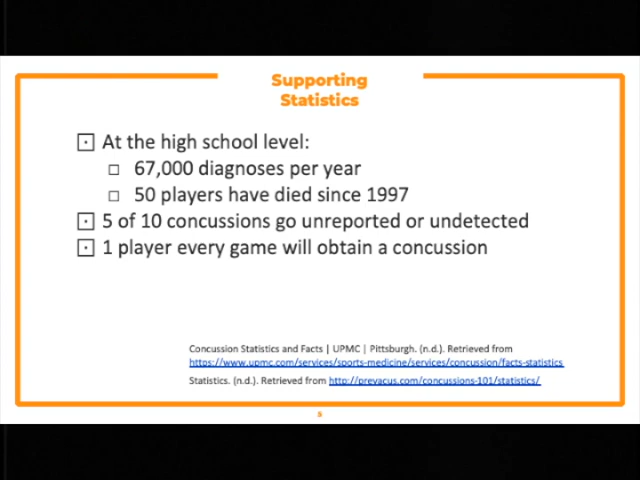 Supporting
Statistics
At the high school level:
67,000 diagnoses per year
50 players have died since 1997
5 of 10 concussions go unreported or undetected
1 player every game will obtain a concussion
Concussion Statistics and Facts | UPMC | Pittsburgh. (n.d.). Retrieved from
https://www.upmc.com/services/sports-medicine/services/concussion/facts-statistics
Statistics. (n.d.). Retrieved from http://prevacus.com/concussions-101/statistics/
5